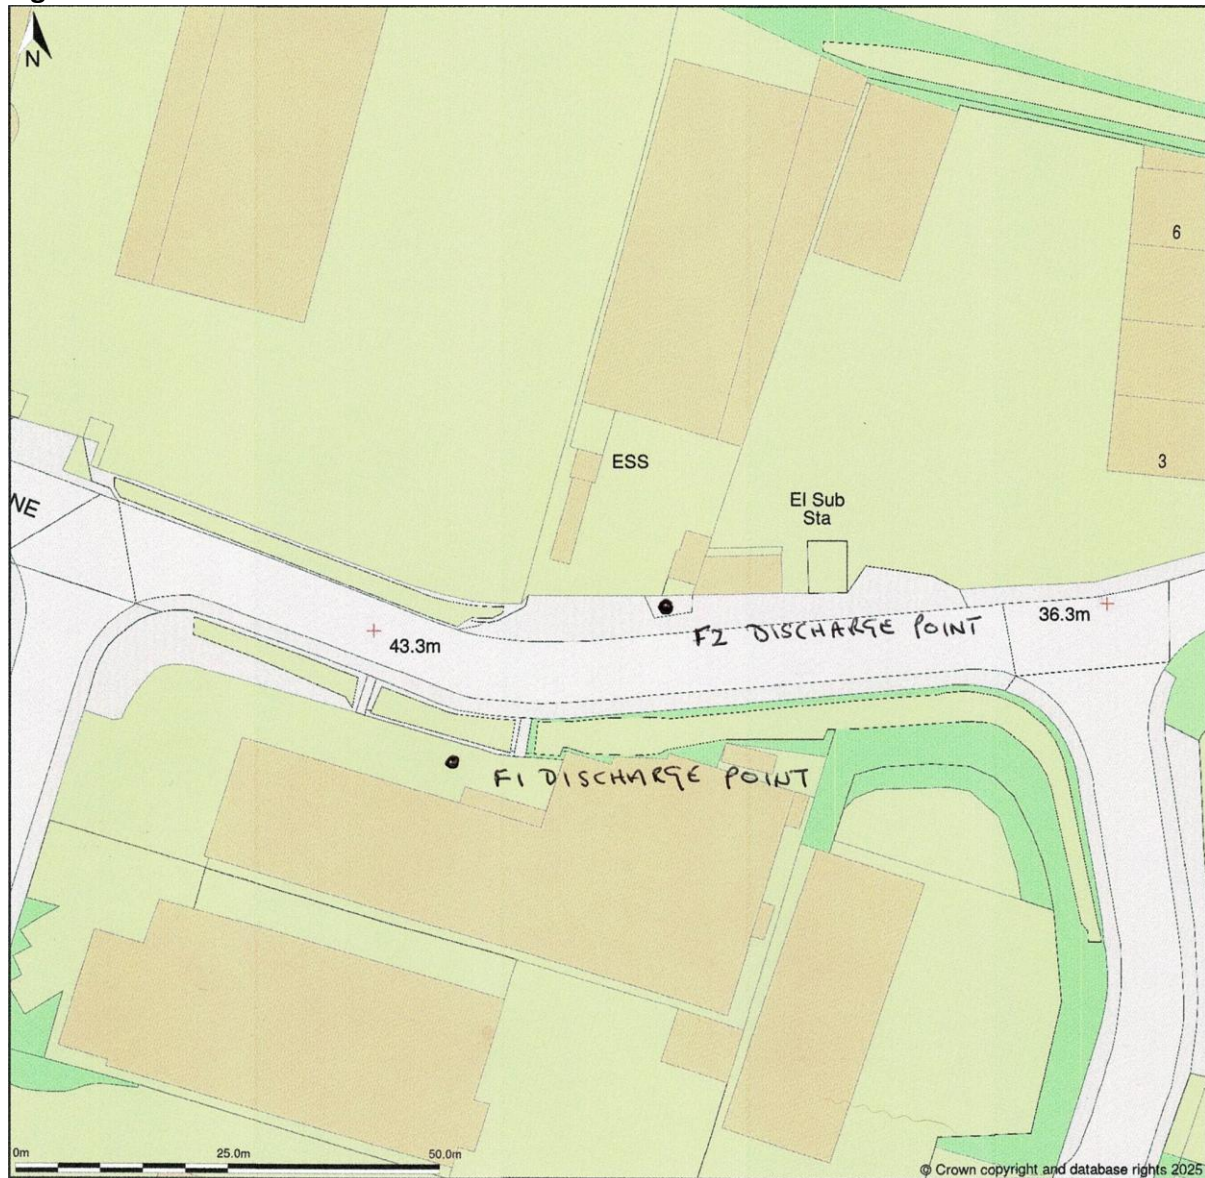 N
6
ESS
3
El Sub
Sta
NE
36.3m
F2 DISCHARGE POINT
43.3m
F1 DISCHARGE POINT
0m 25.0m 50.0m
© Crown copyright and database rights 2025